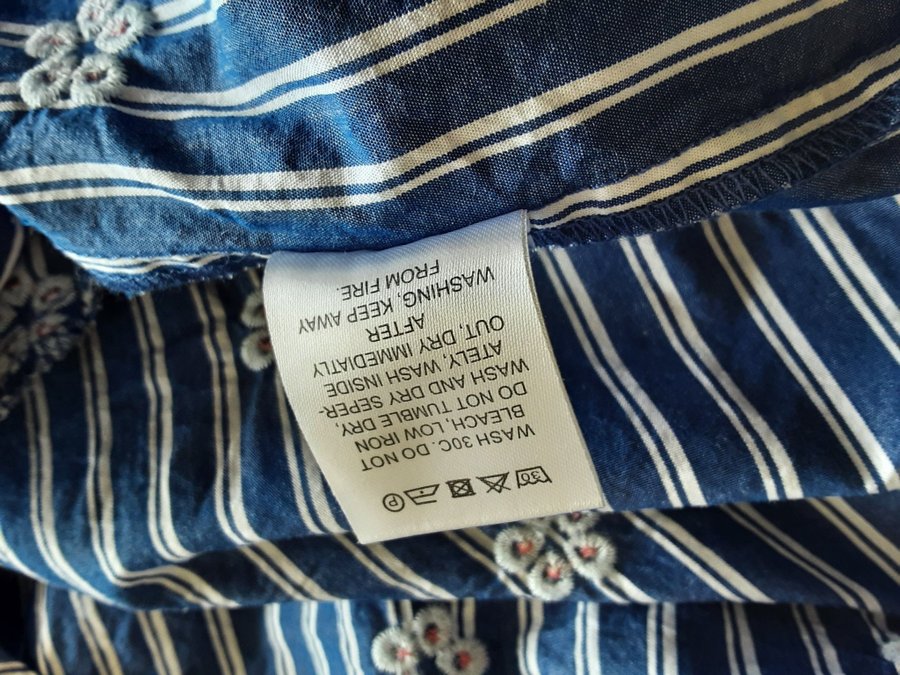 30 P
WASH 30C, DO NOT
BLEACH, LOW IRON
DO NOT TUMBLE DRY,
WASH AND DRY SEPER-
ATELY, WASH INSIDE
OUT, DRY IMMEDIATLY
AFTER
WASHING, KEEP AWAY
FROM FIRE.